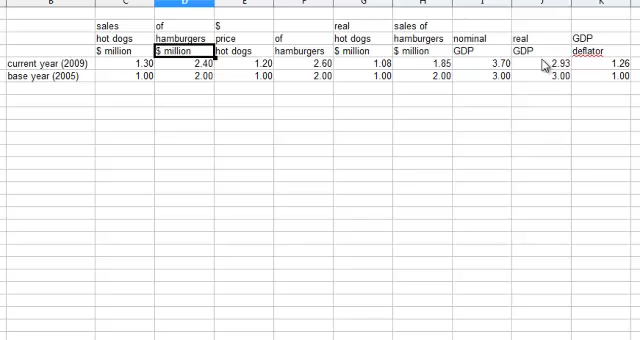 B C D E F G H I J K
sales of $ real sales of
hot dogs hamburgers price of hot dogs hamburgers nominal real GDP
$ million $ million hot dogs hamburgers $ million $ million GDP GDP deflator
current year (2009) 1.30 2.40 1.20 2.60 1.08 1.85 3.70 2.93 1.26
base year (2005) 1.00 2.00 1.00 2.00 1.00 2.00 3.00 3.00 1.00